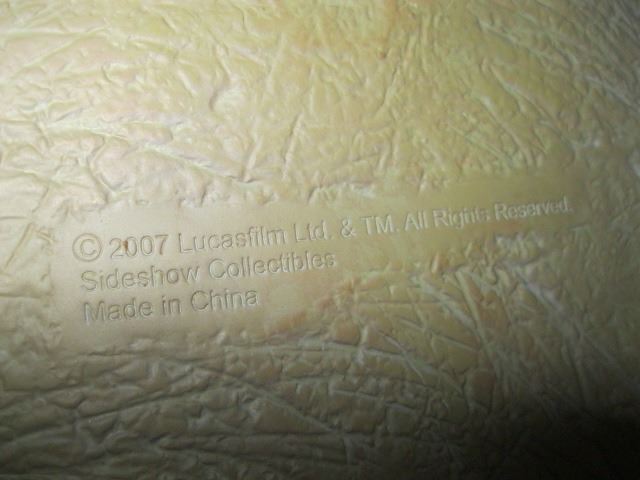 © 2007 Lucasfilm Ltd. & TM. All Rights Reserved.
Sideshow Collectibles
Made in China